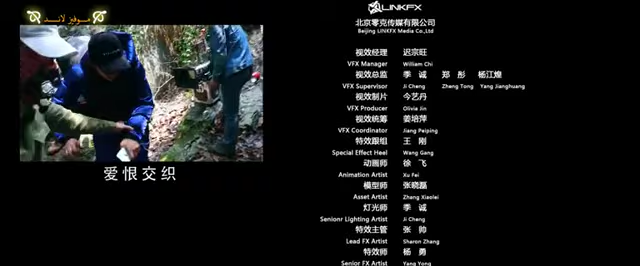 موفيز لاند
爱恨交织
LINKFX
北京零克传媒有限公司
Beijing LINKFX Media Co.,Ltd
视效经理 迟宗旺
VFX Manager William Chi
视效总监 季 诚 郑 彤 杨江煌
VFX Supervisor Ji Cheng Zheng Tong Yang Jianghuang
视效制片 今艺丹
VFX Producer Olivia Jin
视效统筹 姜培萍
VFX Coordinator Jiang Peiping
特效跟组 王 刚
Special Effect Heel Wang Gang
动画师 徐 飞
Animation Artist Xu Fei
模型师 张晓磊
Asset Artist Zhang Xiaolei
灯光师 季 诚
Senionr Lighting Artist Ji Cheng
特效主管 张 帅
Lead FX Artist Sharon Zhang
特效师 杨 勇
Senior FX Artist Yang Yong